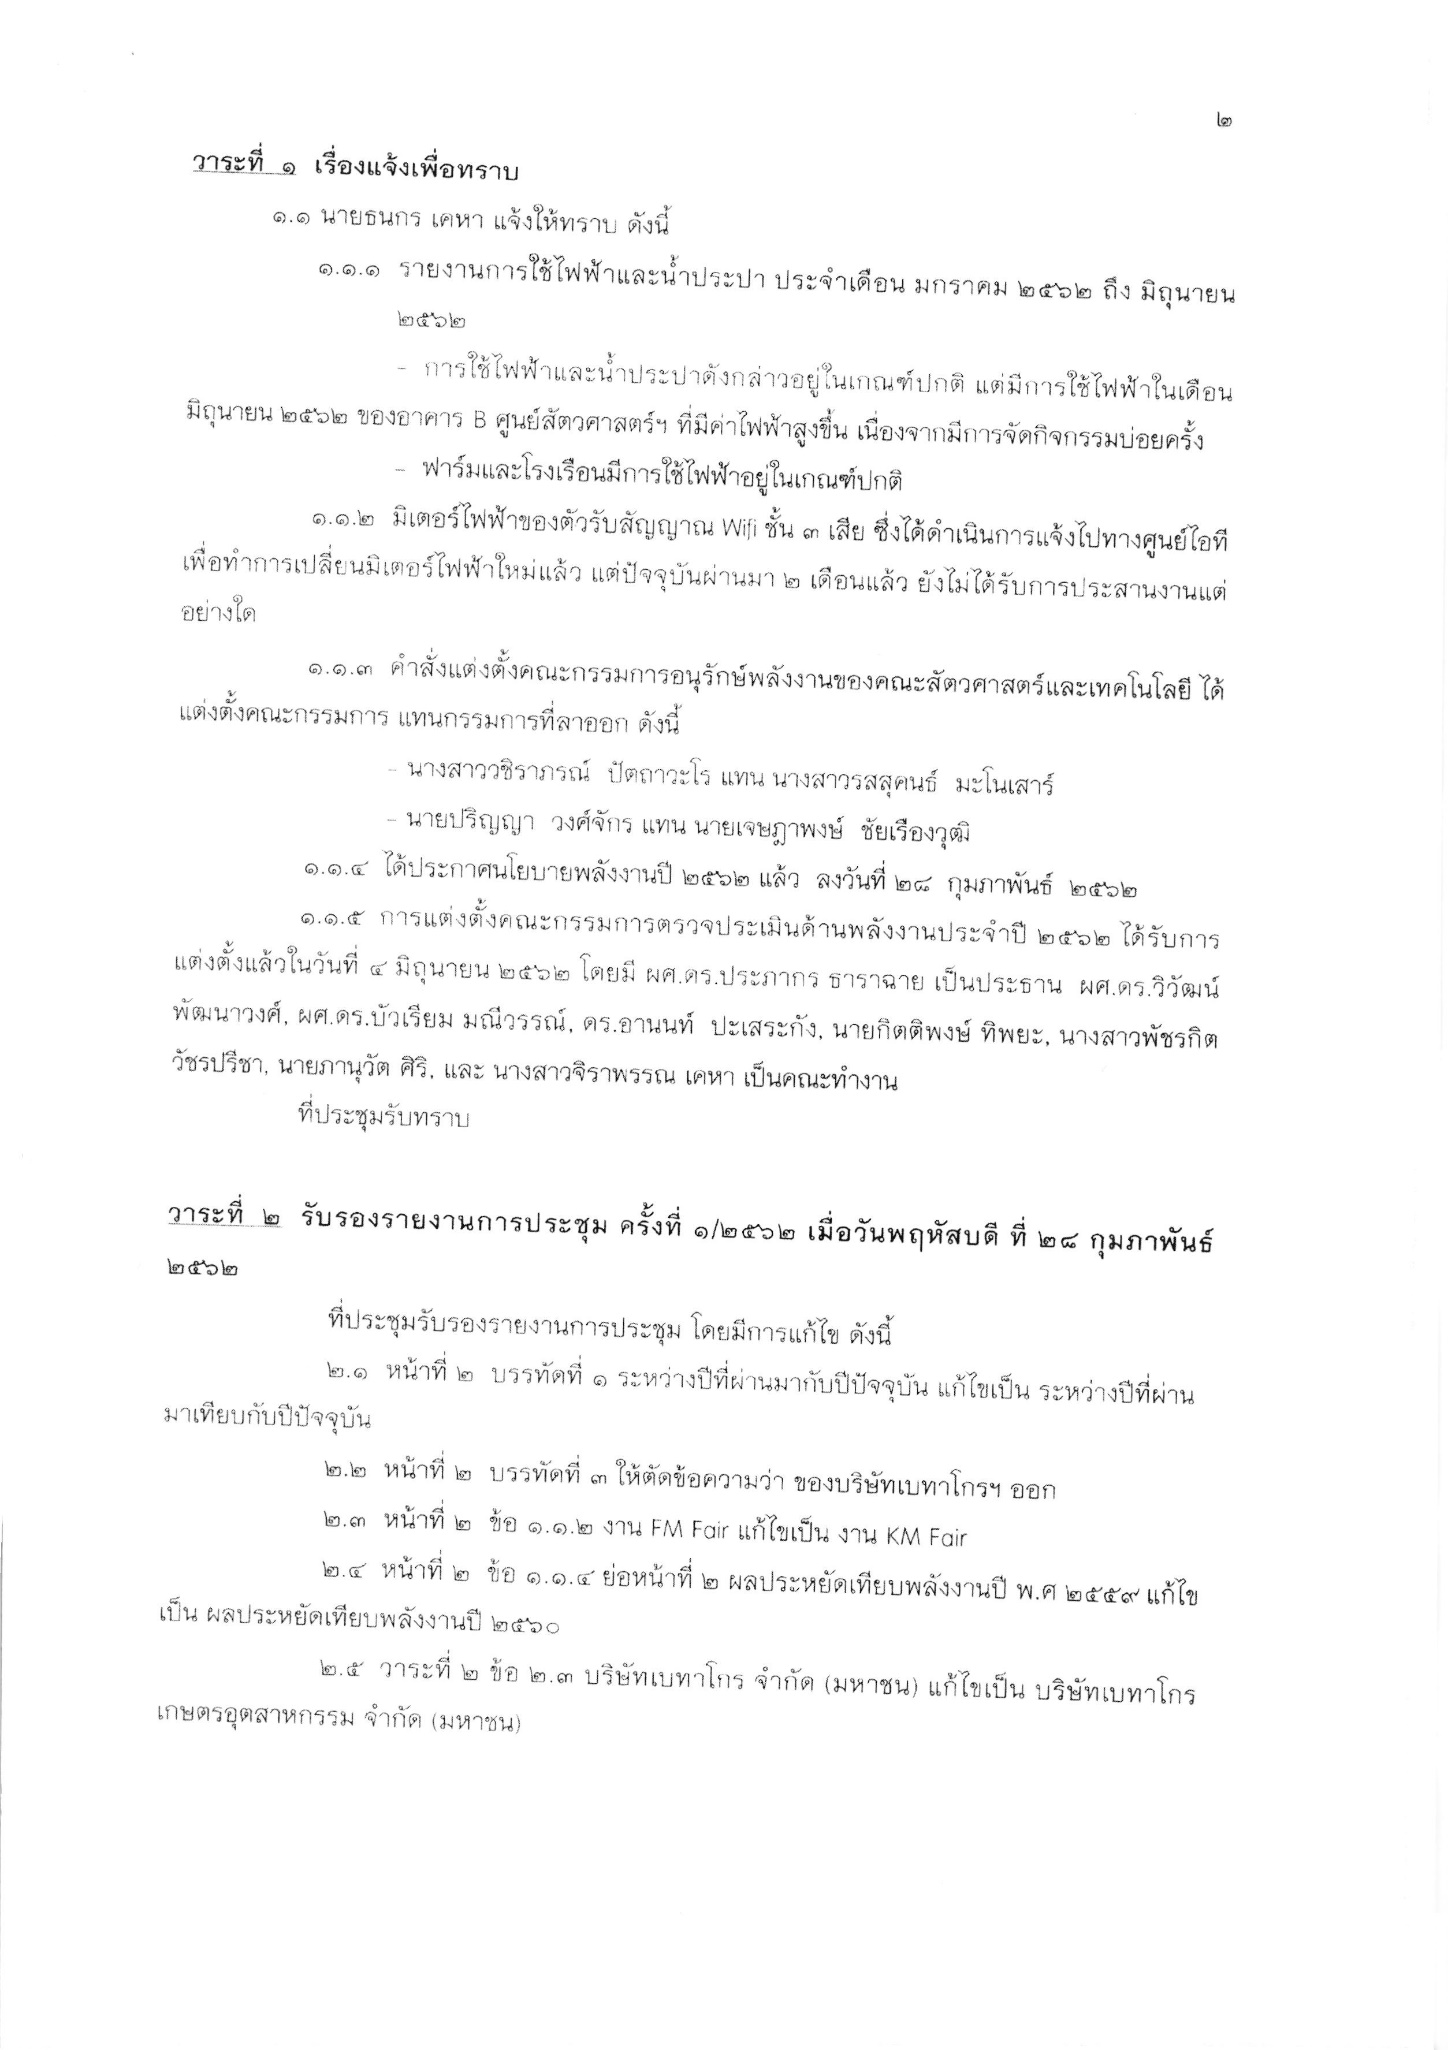 ๒
วาระที่ ๑ เรื่องแจ้งเพื่อทราบ
๑.๑ นายธนกร เคหา แจ้งให้ทราบ ดังนี้
๑.๑.๑ รายงานการใช้ไฟฟ้าและน้ำประปา ประจำเดือน มกราคม ๒๕๖๒ ถึง มิถุนายน
๒๕๖๒
- การใช้ไฟฟ้าและน้ำประปาดังกล่าวอยู่ในเกณฑ์ปกติ แต่มีการใช้ไฟฟ้าในเดือน
มิถุนายน ๒๕๖๒ ของอาคาร B ศูนย์สัตวศาสตร์ฯ ที่มีค่าไฟฟ้าสูงขึ้น เนื่องจากมีการจัดกิจกรรมบ่อยครั้ง
- ฟาร์มและโรงเรือนมีการใช้ไฟฟ้าอยู่ในเกณฑ์ปกติ
๑.๑.๒ มิเตอร์ไฟฟ้าของตัวรับสัญญาณ Wifi ชั้น ๓ เสีย ซึ่งได้ดำเนินการแจ้งไปทางศูนย์ไอที
เพื่อทำการเปลี่ยนมิเตอร์ไฟฟ้าใหม่แล้ว แต่ปัจจุบันผ่านมา ๒ เดือนแล้ว ยังไม่ได้รับการประสานงานแต่
อย่างใด
๑.๑.๓ คำสั่งแต่งตั้งคณะกรรมการอนุรักษ์พลังงานของคณะสัตวศาสตร์และเทคโนโลยี ได้
แต่งตั้งคณะกรรมการ แทนกรรมการที่ลาออก ดังนี้
- นางสาววชิราภรณ์ ปัตถาวะโร แทน นางสาวรสสุคนธ์ มะโนเสาร์
- นายปริญญา วงศ์จักร แทน นายเจษฎาพงษ์ ชัยเรืองวุฒิ
๑.๑.๔ ได้ประกาศนโยบายพลังงานปี ๒๕๖๒ แล้ว ลงวันที่ ๒๘ กุมภาพันธ์ ๒๕๖๒
๑.๑.๕ การแต่งตั้งคณะกรรมการตรวจประเมินด้านพลังงานประจำปี ๒๕๖๒ ได้รับการ
แต่งตั้งแล้วในวันที่ ๔ มิถุนายน ๒๕๖๒ โดยมี ผศ.ดร.ประภากร ธาราฉาย เป็นประธาน ผศ.ดร.วิวัฒน์
พัฒนาวงศ์, ผศ.ดร.บัวเรียม มณีวรรณ์, ดร.อานนท์ ปะเสระกัง, นายกิตติพงษ์ ทิพยะ, นางสาวพัชรกิต
วัชรปรีชา, นายภานุวัต ศิริ, และ นางสาวจิราพรรณ เคหา เป็นคณะทำงาน
ที่ประชุมรับทราบ
วาระที่ ๒ รับรองรายงานการประชุม ครั้งที่ ๑/๒๕๖๒ เมื่อวันพฤหัสบดี ที่ ๒๘ กุมภาพันธ์
๒๕๖๒
ที่ประชุมรับรองรายงานการประชุม โดยมีการแก้ไข ดังนี้
๒.๑ หน้าที่ ๒ บรรทัดที่ ๑ ระหว่างปีที่ผ่านมากับปีปัจจุบัน แก้ไขเป็น ระหว่างปีที่ผ่าน
มาเทียบกับปีปัจจุบัน
๒.๒ หน้าที่ ๒ บรรทัดที่ ๓ ให้ตัดข้อความว่า ของบริษัทเบทาโกรฯ ออก
๒.๓ หน้าที่ ๒ ข้อ ๑.๑.๒ งาน FM Fair แก้ไขเป็น งาน KM Fair
๒.๔ หน้าที่ ๒ ข้อ ๑.๑.๔ ย่อหน้าที่ ๒ ผลประหยัดเทียบพลังงานปี พ.ศ ๒๕๕๙ แก้ไข
เป็น ผลประหยัดเทียบพลังงานปี ๒๕๖๐
๒.๕ วาระที่ ๒ ข้อ ๒.๓ บริษัทเบทาโกร จำกัด (มหาชน) แก้ไขเป็น บริษัทเบทาโกร
เกษตรอุตสาหกรรม จำกัด (มหาชน)